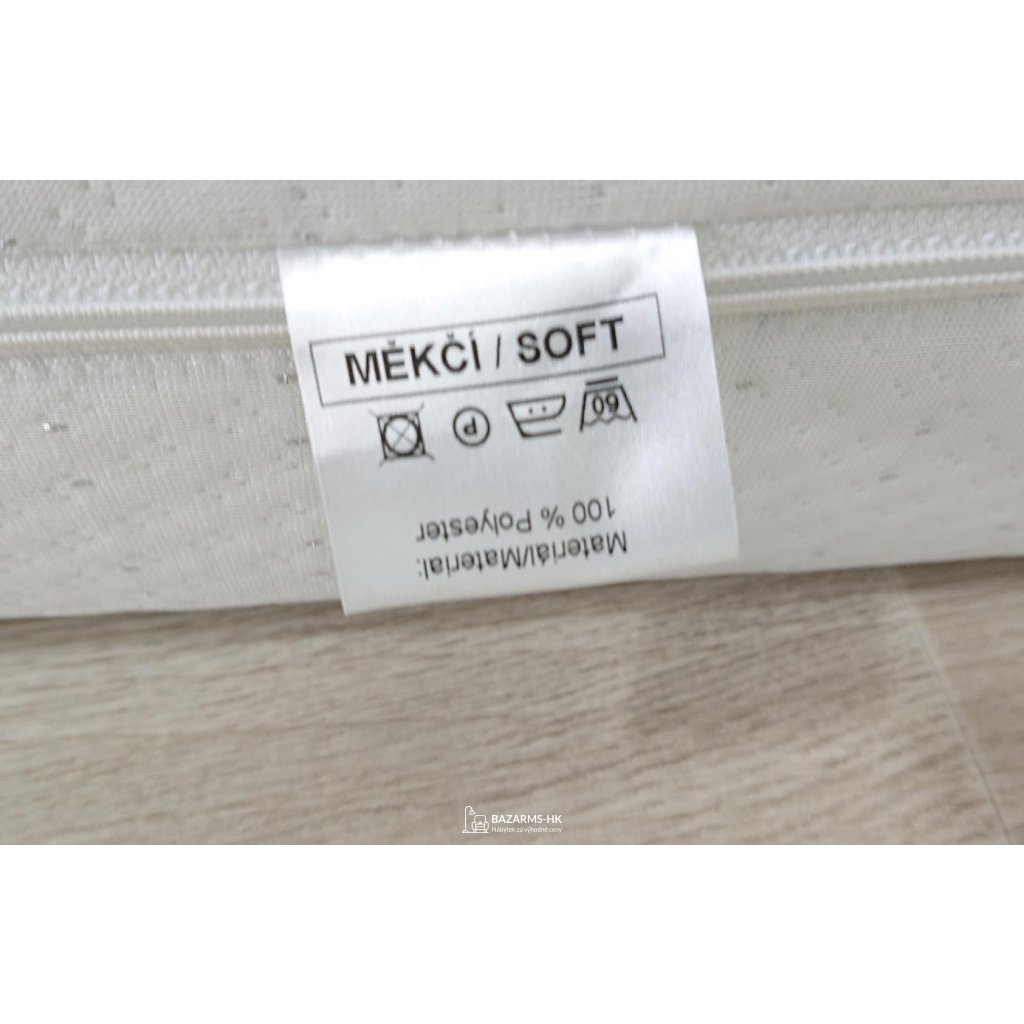 MĚKČÍ / SOFT
P
60
Materiál/Material:
100 % Polyester
BAZARMS-HK
Nábytek za výhodné ceny